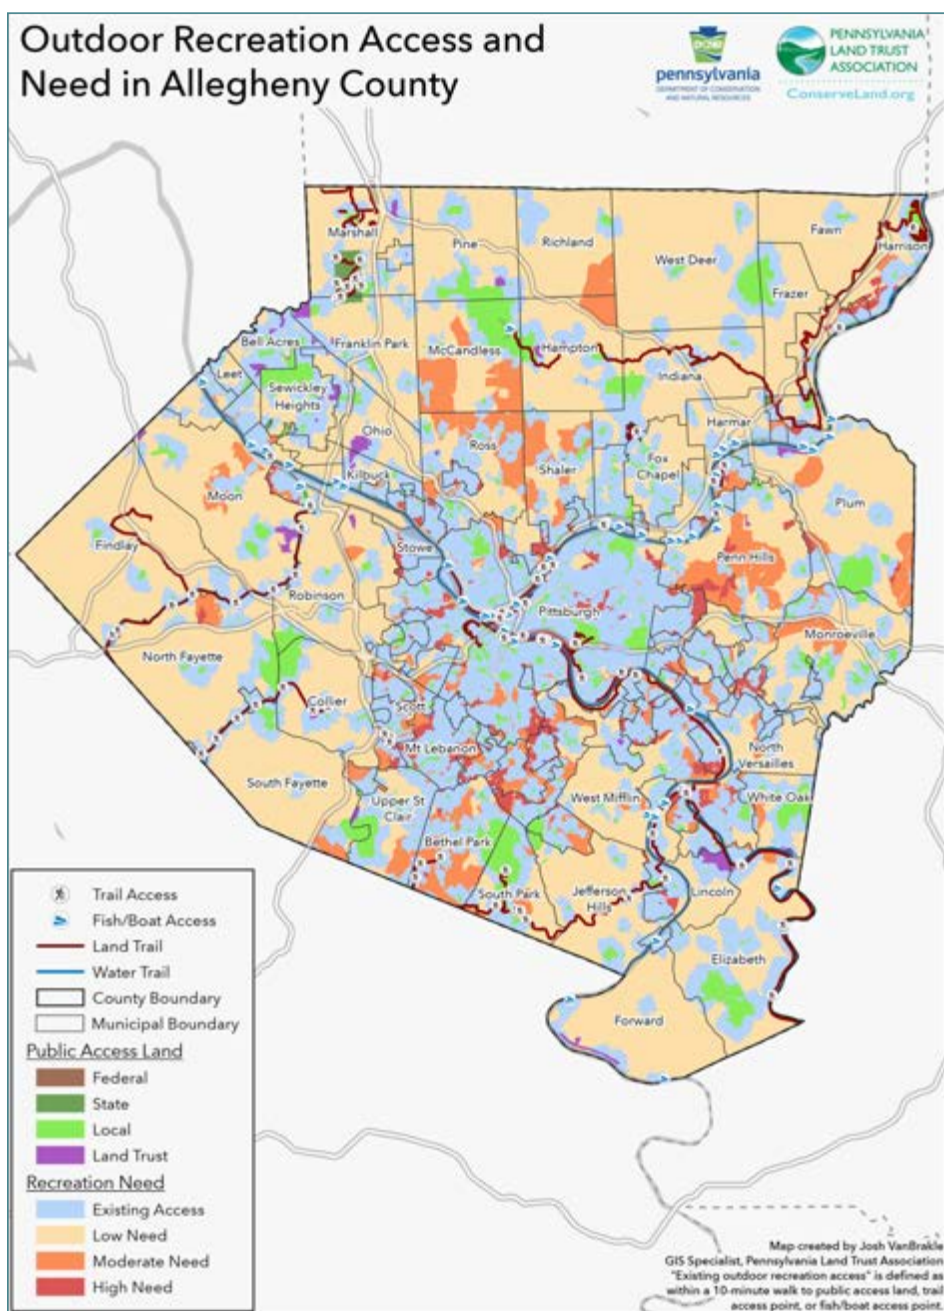 Outdoor Recreation Access and
Need in Allegheny County
DCNR
pennsylvania
DEPARTMENT OF CONSERVATION
AND NATURAL RESOURCES
PENNSYLVANIA
LAND TRUST
ASSOCIATION
ConserveLand.org
Marshall
Pine
Richland
West Deer
Fawn
Harrison
Frazer
Bell Acres
Franklin Park
McCandless
Hampton
Indiana
Leet
Sewickley
Heights
Ohio
Ross
Shaler
Fox
Chapel
Harmar
Kilbuck
Moon
Plum
Findlay
Stowe
Penn Hills
Robinson
Pittsburgh
Monroeville
North Fayette
Collier
Scott
Mt Lebanon
North
Versailles
South Fayette
Upper St
Clair
West Mifflin
White Oak
Bethel Park
South Park
Jefferson
Hills
Lincoln
Elizabeth
Forward
Trail Access
Fish/Boat Access
Land Trail
Water Trail
County Boundary
Municipal Boundary
Public Access Land
Federal
State
Local
Land Trust
Recreation Need
Existing Access
Low Need
Moderate Need
High Need
Map created by Josh VanBrakle
GIS Specialist, Pennsylvania Land Trust Association
"Existing outdoor recreation access" is defined as
within a 10-minute walk to public access land, trail
access point, or fish/boat access point.